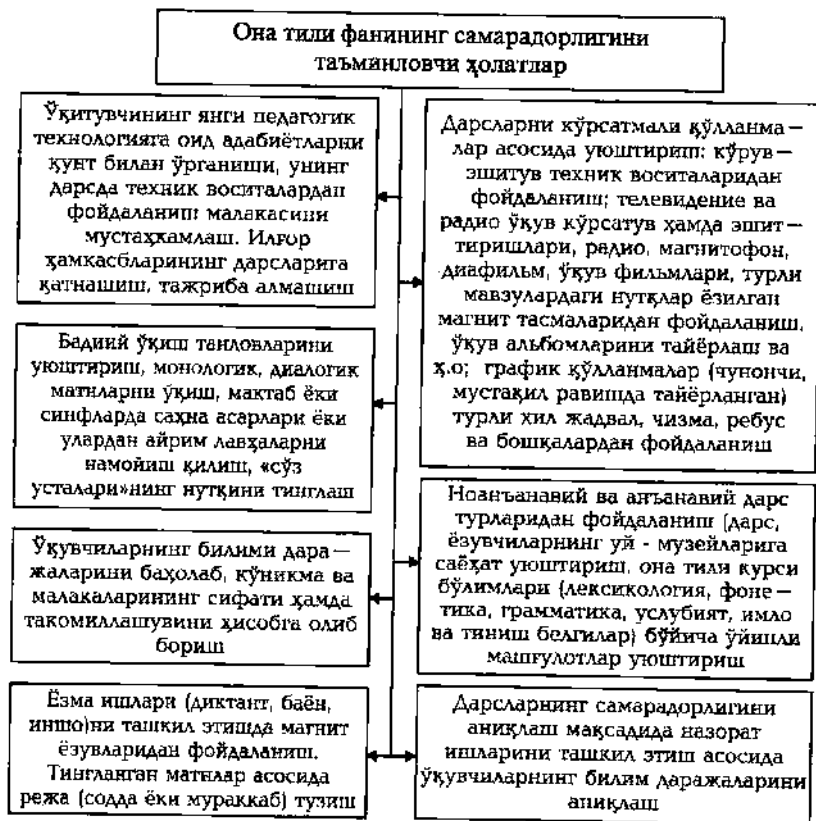 Она тили фанининг самарадорлигини
таъминловчи ҳолатлар
Ўқитувчининг янги педагогик
технологияга оид адабиётларни
қунт билан ўрганиши, унинг
дарсда техник воситалардан
фойдаланиш малакасини
мустаҳкамлаш. Илғор
ҳамкасбларининг дарсларига
қатнашиш, тажриба алмашиш
Бадиий ўқиш танловларини
уюштириш, монологик, диалогик
матнларни ўқиш, мактаб ёки
синфларда саҳна асарлари ёки
улардан айрим лавҳаларни
намойиш қилиш, «сўз
усталари»нинг нутқини тинглаш
Ўқувчиларнинг билими дара—
жаларини баҳолаб, кўникма ва
малакаларининг сифати ҳамда
такомиллашувини ҳисобга олиб
бориш
Ёзма ишлари (диктант, баён,
иншо)ни ташкил этишда магнит
ёзувларидан фойдаланиш.
Тингланган матнлар асосида
режа (содда ёки мураккаб) тузиш
Дарсларни кўрсатмали қўлланма—
лар асосида уюштириш: кўрув—
эшитув техник воситаларидан
фойдаланиш; телевидение ва
радио ўқув кўрсатув ҳамда эшит—
тиришлари, радио, магнитофон,
диафильм, ўқув фильмлари, турли
мавзулардаги нутқлар ёзилган
магнит тасмаларидан фойдаланиш,
ўқув альбомларини тайёрлаш ва
ҳ.о; график қўлланмалар (чунончи,
мустақил равишда тайёрланган)
турли хил жадвал, чизма, ребус
ва бошқалардан фойдаланиш
Ноанъанавий ва анъанавий дарс
турларидан фойдаланиш (дарс,
ёзувчиларнинг уй - музейларига
саёҳат уюштириш, она тили курси
бўлимлари (лексикология, фоне—
тика, грамматика, услубият, имло
ва тиниш белгилар) бўйича ўйинли
машғулотлар уюштириш
Дарсларнинг самарадорлигини
аниқлаш мақсадида назорат
ишларини ташкил этиш асосида
ўқувчиларнинг билим даражаларини
аниқлаш